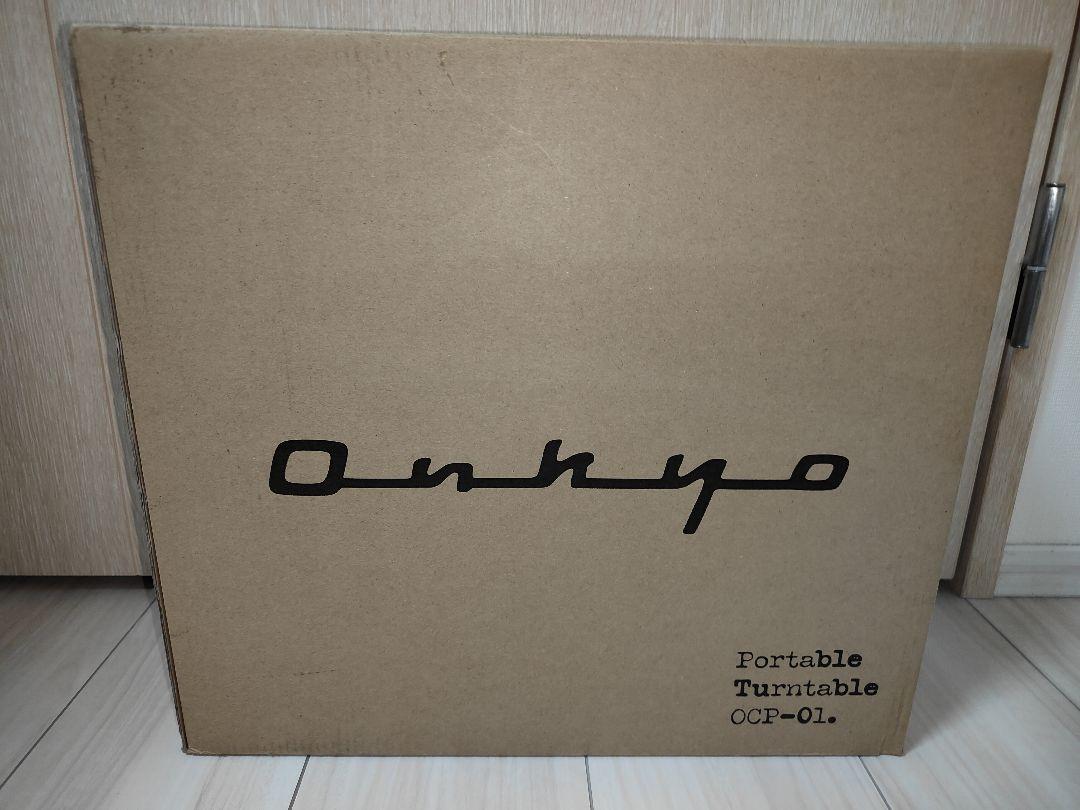 Onkyo
Portable
Turntable
OCP-01.